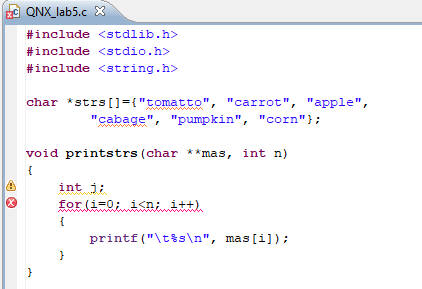 QNX_lab5.c
#include <stdlib.h>
#include <stdio.h>
#include <string.h>
char *strs[]={"tomatto", "carrot", "apple",
"cabage", "pumpkin", "corn"};
void printstrs(char **mas, int n)
{
int j;
for(i=0; i<n; i++)
{
printf("\t%s\n", mas[i]);
}
}